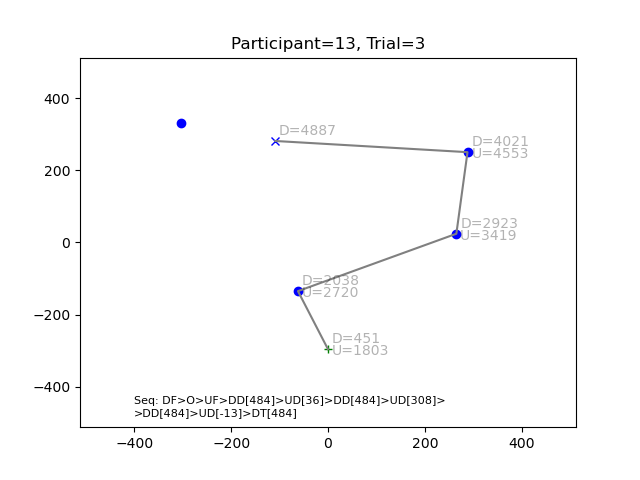 Participant=13, Trial=3
400
200
0
−200
−400
D=4887
D=4021
U=4553
D=2923
U=3419
D=2038
U=2720
D=451
U=1803
Seq: DF>O>UF>DD[484]>UD[36]>DD[484]>UD[308]>
>DD[484]>UD[-13]>DT[484]
−400 −200 0 200 400